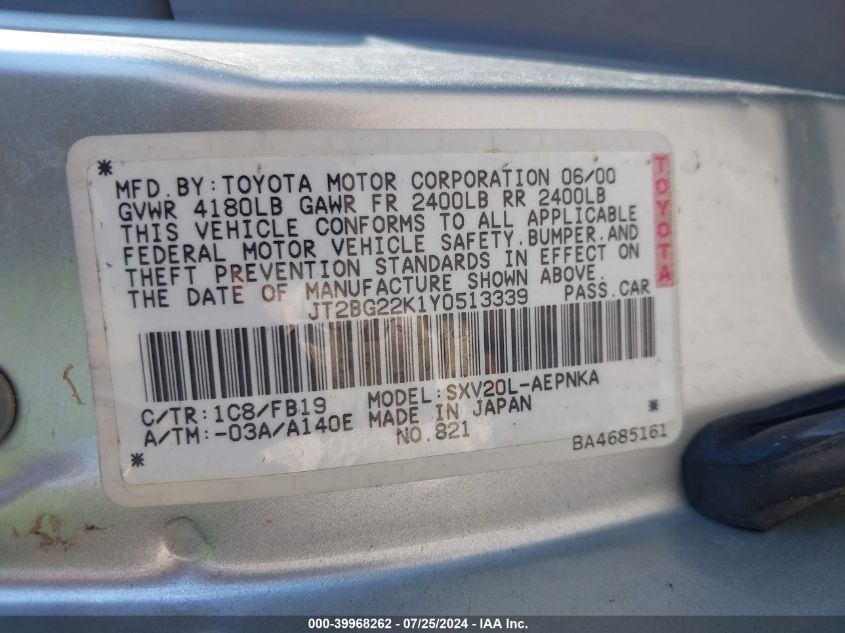 * MFD.BY:TOYOTA MOTOR CORPORATION 06/00
GVWR 4180LB GAWR FR 2400LB RR 2400LB
THIS VEHICLE CONFORMS TO ALL APPLICABLE
FEDERAL MOTOR VEHICLE SAFETY,BUMPER,AND
THEFT PREVENTION STANDARDS IN EFFECT ON
THE DATE OF MANUFACTURE SHOWN ABOVE.
JT2BG22K1Y0513339 PASS.CAR
TOYOTA
C/TR:1C8/FB19 MODEL:SXV20L-AEPNKA
A/TM:-03A/A140E MADE IN JAPAN
* NO.821 BA4685161 *
000-39968262 - 07/25/2024 - IAAI.com